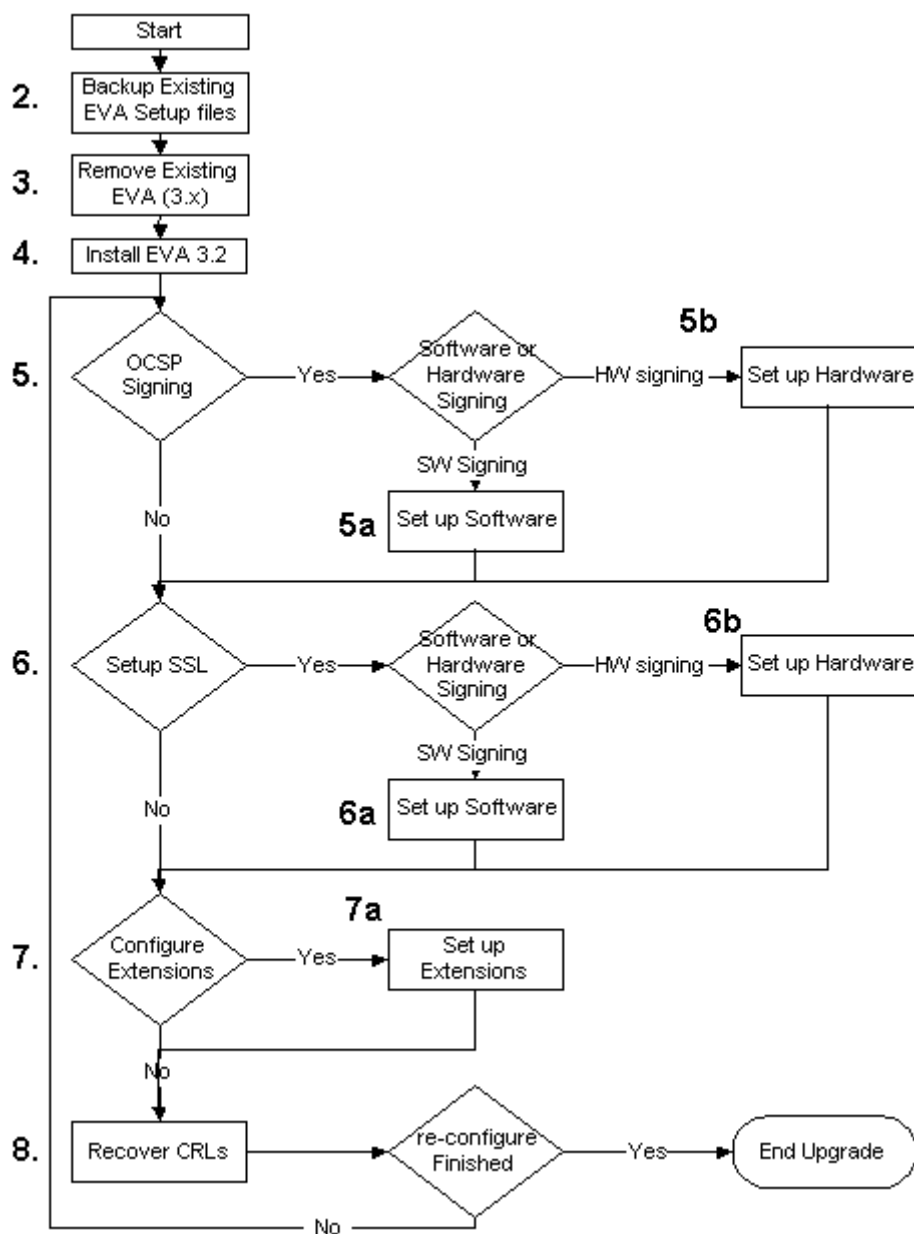 Start
2.
Backup Existing
EVA Setup files
3.
Remove Existing
EVA (3.x)
4.
Install EVA 3.2
5.
OCSP
Signing
Yes
Software or
Hardware
Signing
HW signing
5b
Set up Hardware
SW Signing
No
5a
Set up Software
6.
Setup SSL
Yes
Software or
Hardware
Signing
HW signing
6b
Set up Hardware
SW Signing
No
6a
Set up Software
7.
Configure
Extensions
Yes
7a
Set up
Extensions
No
8.
Recover CRLs
re-configure
Finished
Yes
End Upgrade
No